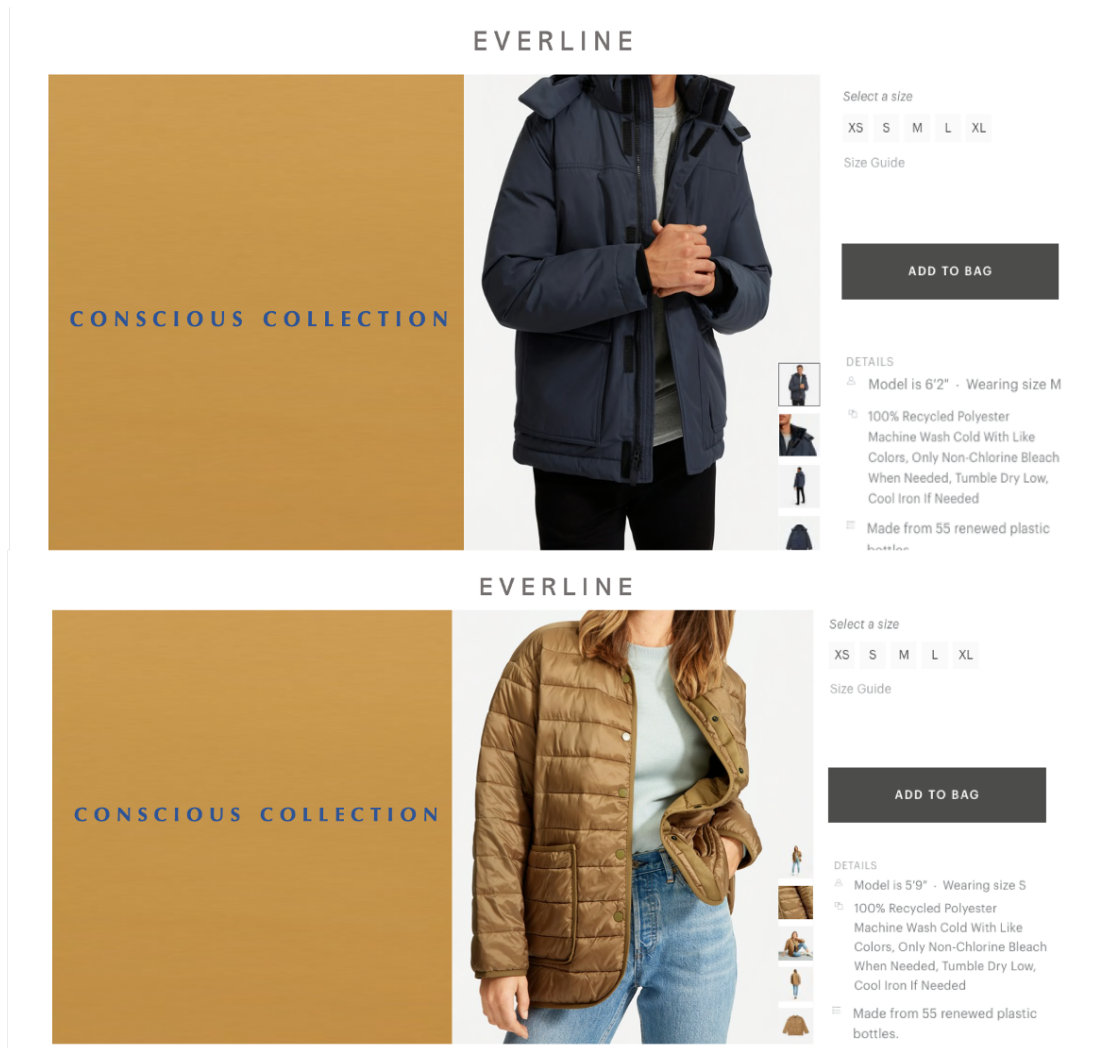 EVERLINE
CONSCIOUS COLLECTION
Select a size
XS S M L XL
Size Guide
ADD TO BAG
DETAILS
Model is 6'2" · Wearing size M
100% Recycled Polyester
Machine Wash Cold With Like
Colors, Only Non-Chlorine Bleach
When Needed, Tumble Dry Low,
Cool Iron If Needed
Made from 55 renewed plastic
bottles
EVERLINE
CONSCIOUS COLLECTION
Select a size
XS S M L XL
Size Guide
ADD TO BAG
DETAILS
Model is 5'9" · Wearing size S
100% Recycled Polyester
Machine Wash Cold With Like
Colors, Only Non-Chlorine Bleach
When Needed, Tumble Dry Low,
Cool Iron If Needed
Made from 55 renewed plastic
bottles.